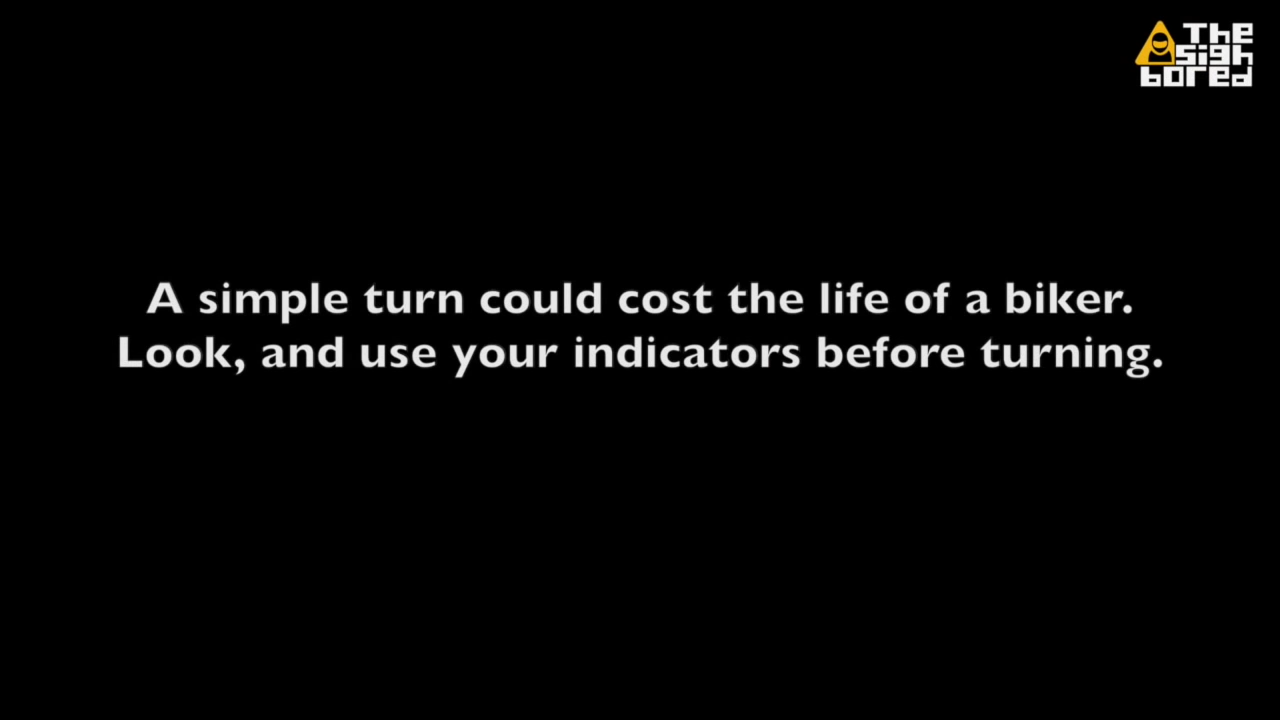 The
sigh
bored
A simple turn could cost the life of a biker.
Look, and use your indicators before turning.